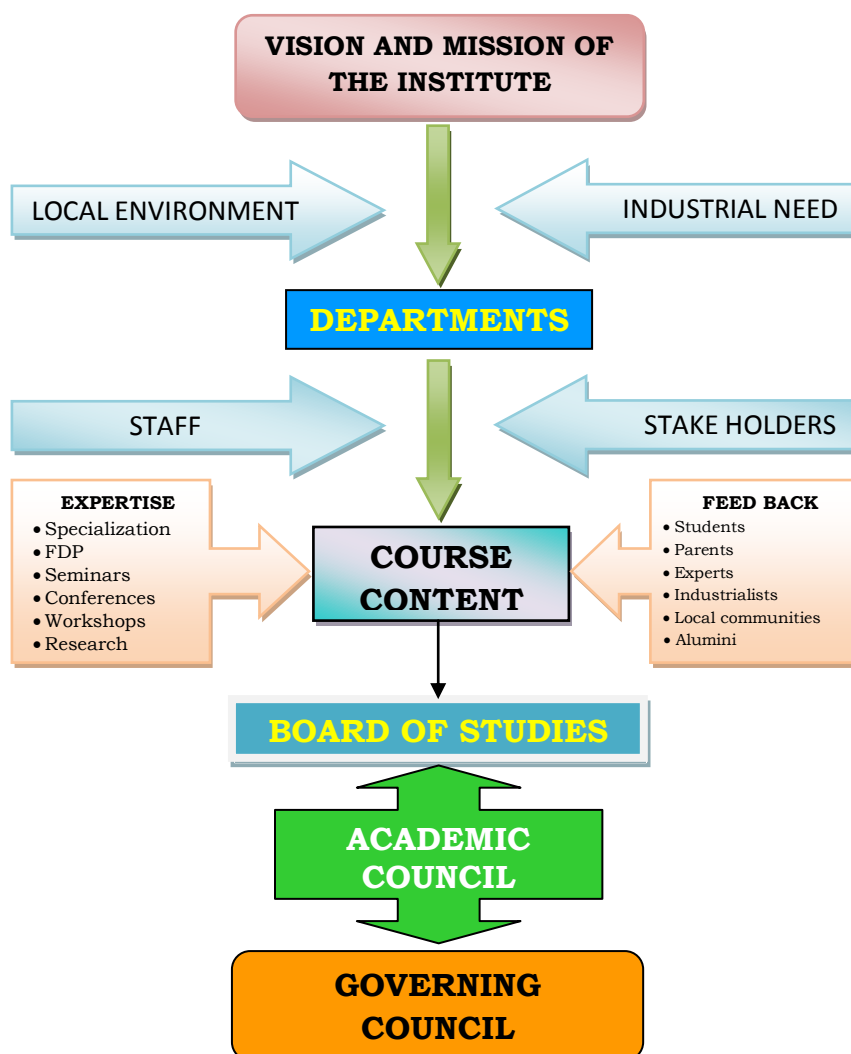 VISION AND MISSION OF
THE INSTITUTE
LOCAL ENVIRONMENT
INDUSTRIAL NEED
DEPARTMENTS
STAFF
STAKE HOLDERS
EXPERTISE
• Specialization
• FDP
• Seminars
• Conferences
• Workshops
• Research
COURSE
CONTENT
FEED BACK
• Students
• Parents
• Experts
• Industrialists
• Local communities
• Alumini
BOARD OF STUDIES
ACADEMIC
COUNCIL
GOVERNING
COUNCIL